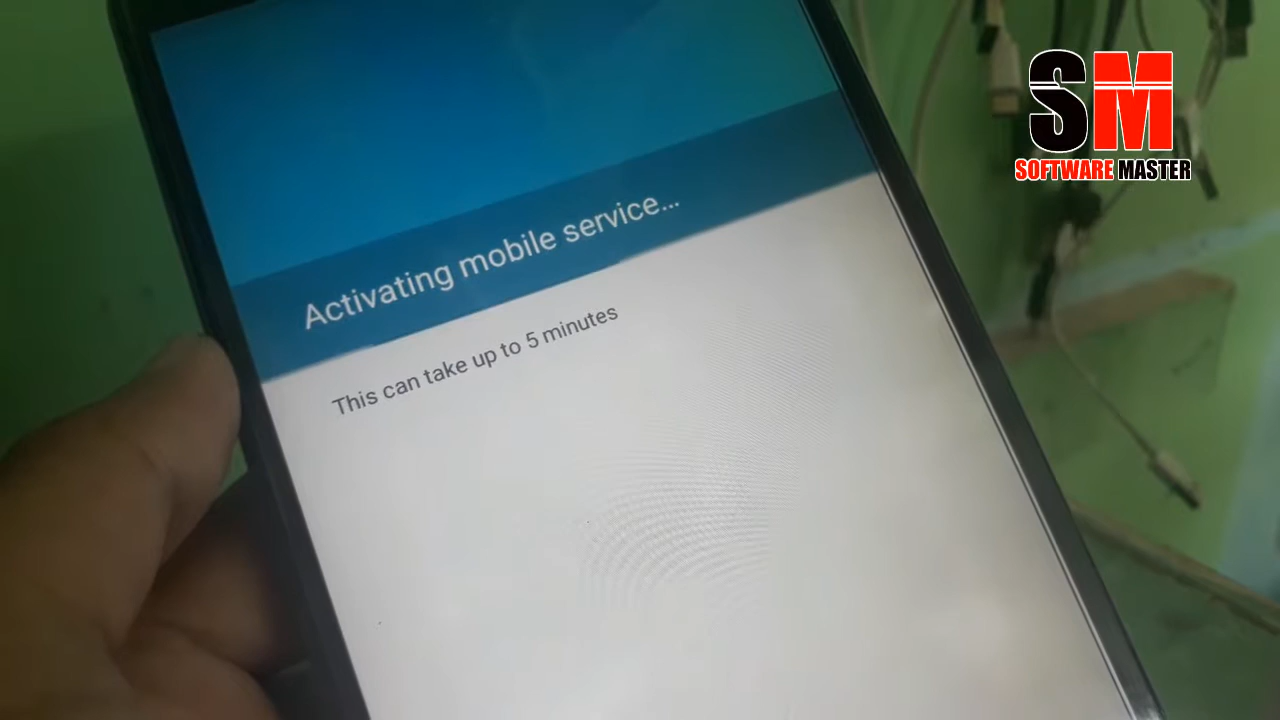 SM
SOFTWARE MASTER
Activating mobile service...
This can take up to 5 minutes